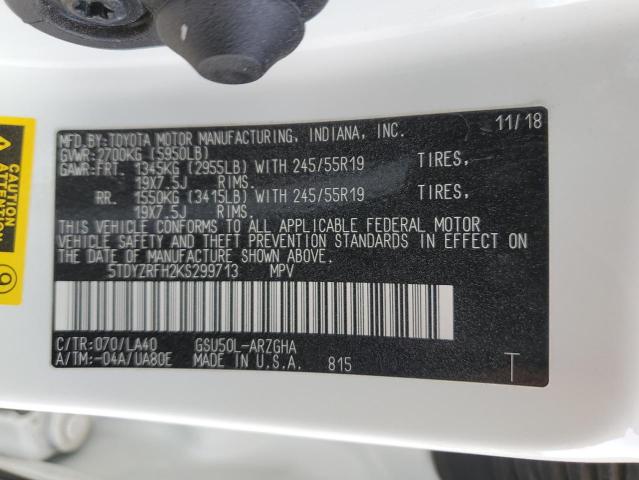 MFD.BY:TOYOTA MOTOR MANUFACTURING, INDIANA, INC. 11/18
GVWR:2700KG (5950LB)
GAWR:FRT. 1345KG (2955LB) WITH 245/55R19 TIRES,
19X7.5J RIMS.
RR. 1550KG (3415LB) WITH 245/55R19 TIRES,
19X7.5J RIMS.
THIS VEHICLE CONFORMS TO ALL APPLICABLE FEDERAL MOTOR
VEHICLE SAFETY AND THEFT PREVENTION STANDARDS IN EFFECT ON
THE DATE OF MANUFACTURE SHOWN ABOVE.
5TDYZRFH2KS299713 MPV
C/TR:070/LA40 GSU50L-ARZGHA
A/TM:-04A/UA80E MADE IN U.S.A. 815 T
CAUTION
ATTENTION